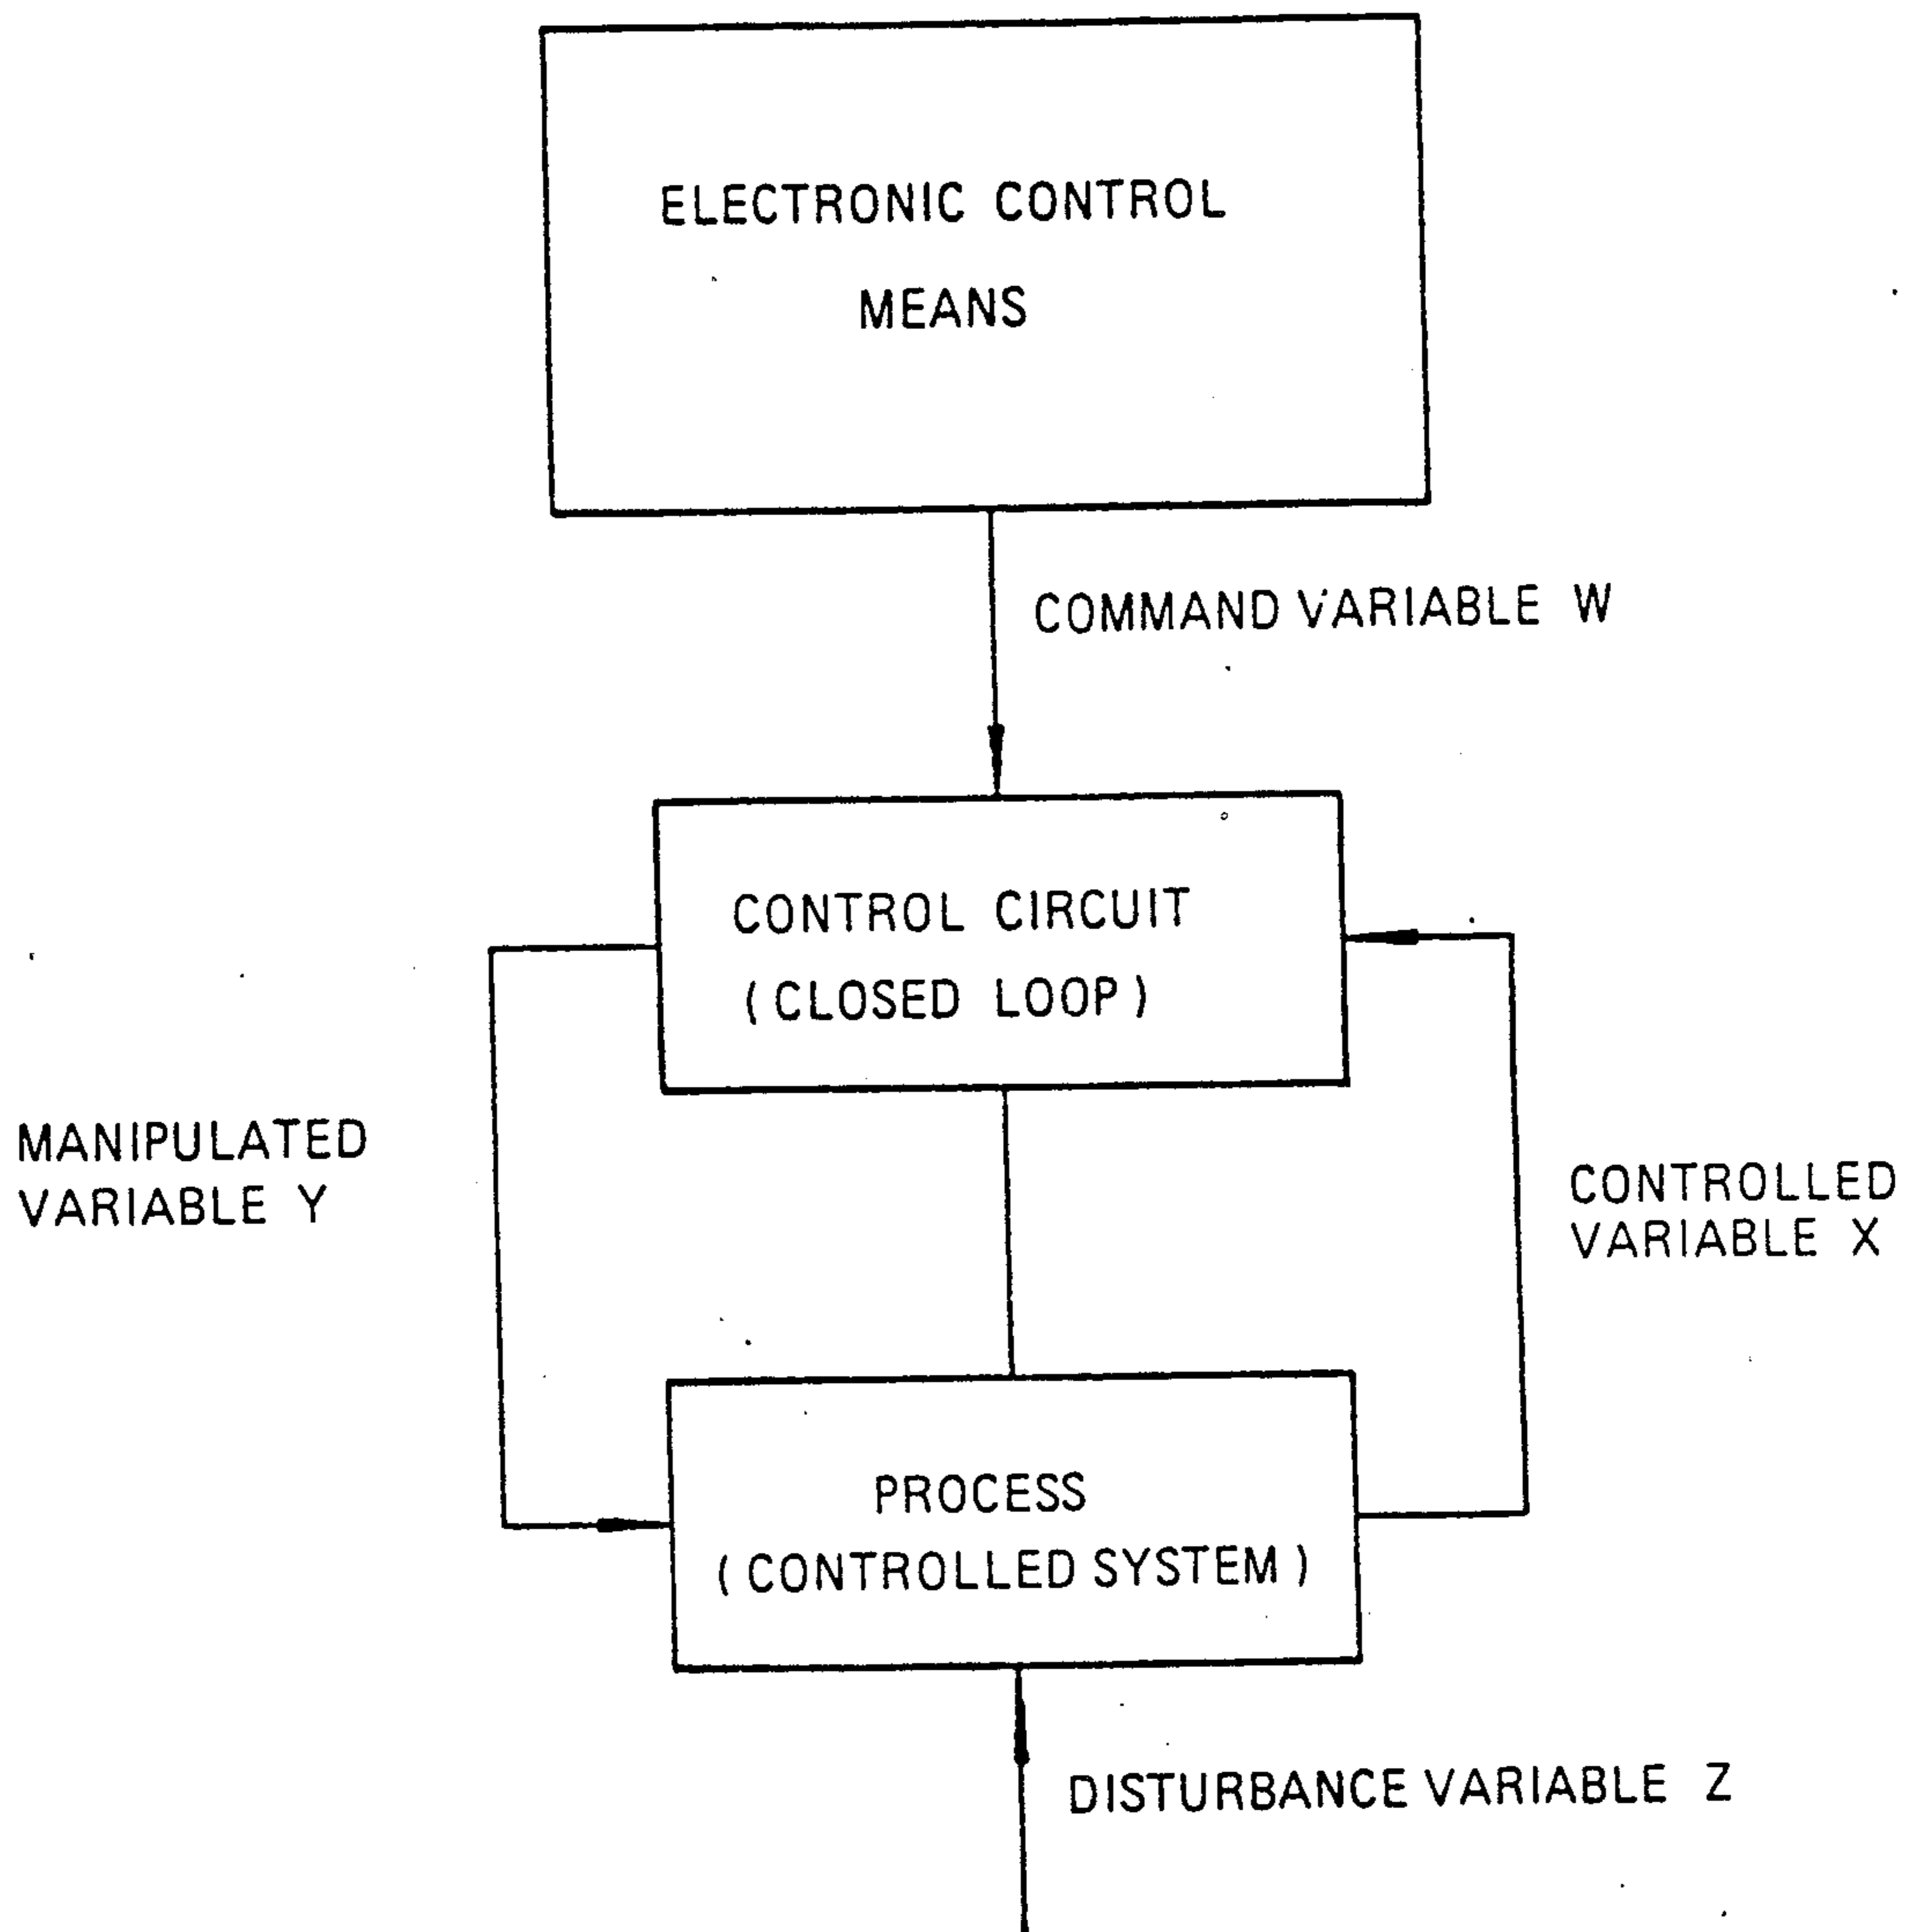 ELECTRONIC CONTROL
MEANS
COMMAND VARIABLE W
CONTROL CIRCUIT
( CLOSED LOOP )
MANIPULATED
VARIABLE Y
CONTROLLED
VARIABLE X
PROCESS
( CONTROLLED SYSTEM )
DISTURBANCE VARIABLE Z